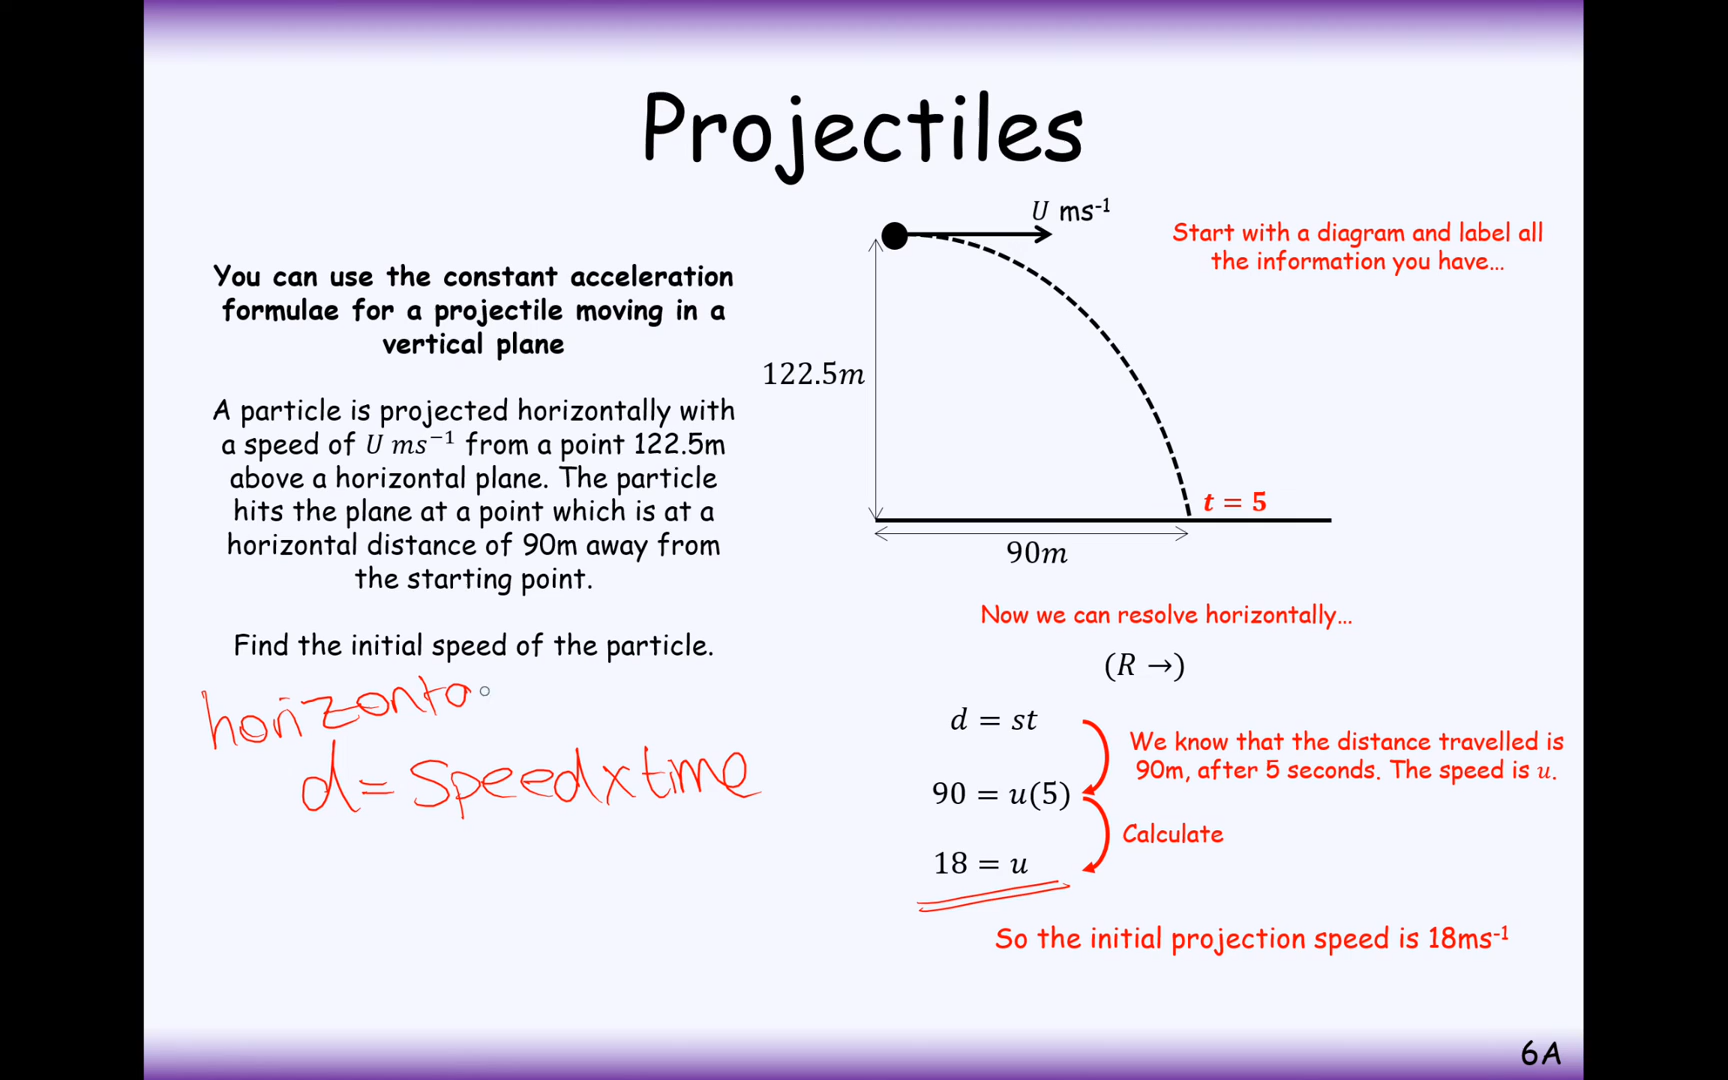 Projectiles
You can use the constant acceleration
formulae for a projectile moving in a
vertical plane
A particle is projected horizontally with
a speed of U ms⁻¹ from a point 122.5m
above a horizontal plane. The particle
hits the plane at a point which is at a
horizontal distance of 90m away from
the starting point.
Find the initial speed of the particle.
horizonta
d = Speed x time
U ms⁻¹
122.5m
t = 5
90m
Start with a diagram and label all
the information you have...
Now we can resolve horizontally...
(R →)
d = st
90 = u(5)
18 = u
We know that the distance travelled is
90m, after 5 seconds. The speed is u.
Calculate
So the initial projection speed is 18ms⁻¹
6A